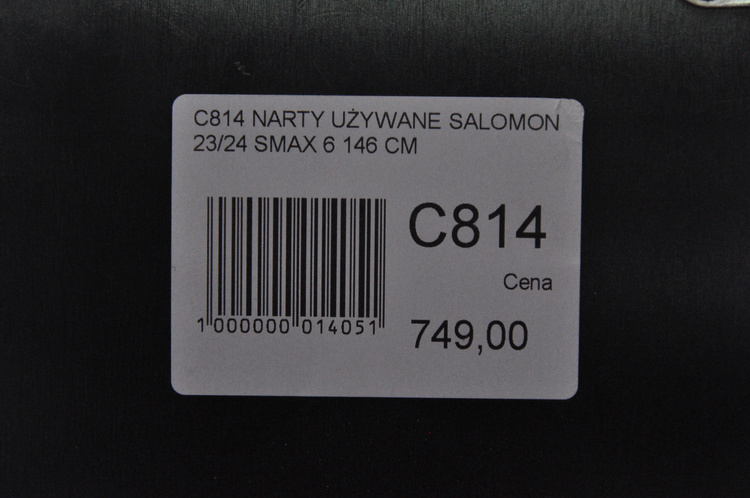 C814 NARTY UŻYWANE SALOMON
23/24 SMAX 6 146 CM
C814
Cena
749,00
1 000000 014051